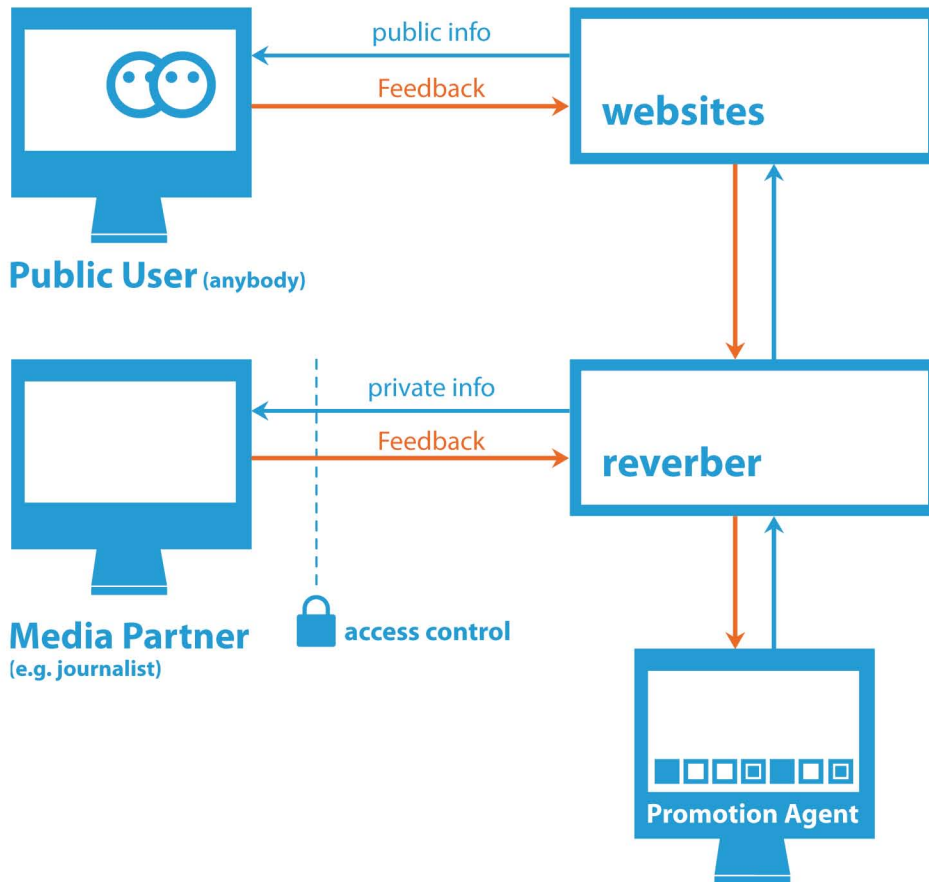 public info
Feedback
websites
Public User (anybody)
private info
Feedback
reverber
Media Partner
(e.g. journalist)
access control
Promotion Agent